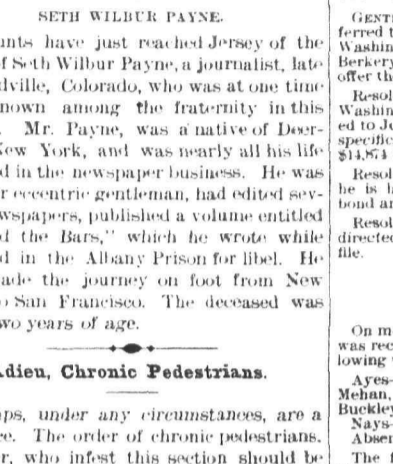 SETH WILBUR PAYNE.
unts have just reached Jersey of the
f Seth Wilbur Payne, a journalist, late
dville, Colorado, who was at one time
nown among the fraternity in this
. Mr. Payne, was a native of Deer-
New York, and was nearly all his life
d in the newspaper business. He was
r eccentric gentleman, had edited sev-
wspapers, published a volume entitled
d the Bars," which he wrote while
d in the Albany Prison for libel. He
ade the journey on foot from New
o San Francisco. The deceased was
wo years of age.
Adieu, Chronic Pedestrians.
aps, under any circumstances, are a
ce. The order of chronic pedestrians,
r, who infest this section should be
GENT
ferred t
Washin
Berkery
offer the
Resol
Washin
ed to Je
specific
$14,874
Resol
he is h
bond an
Resol
directed
file.
On m
was rec
lowing
Ayes-
Mehan,
Buckley
Nays-
Absen
The f